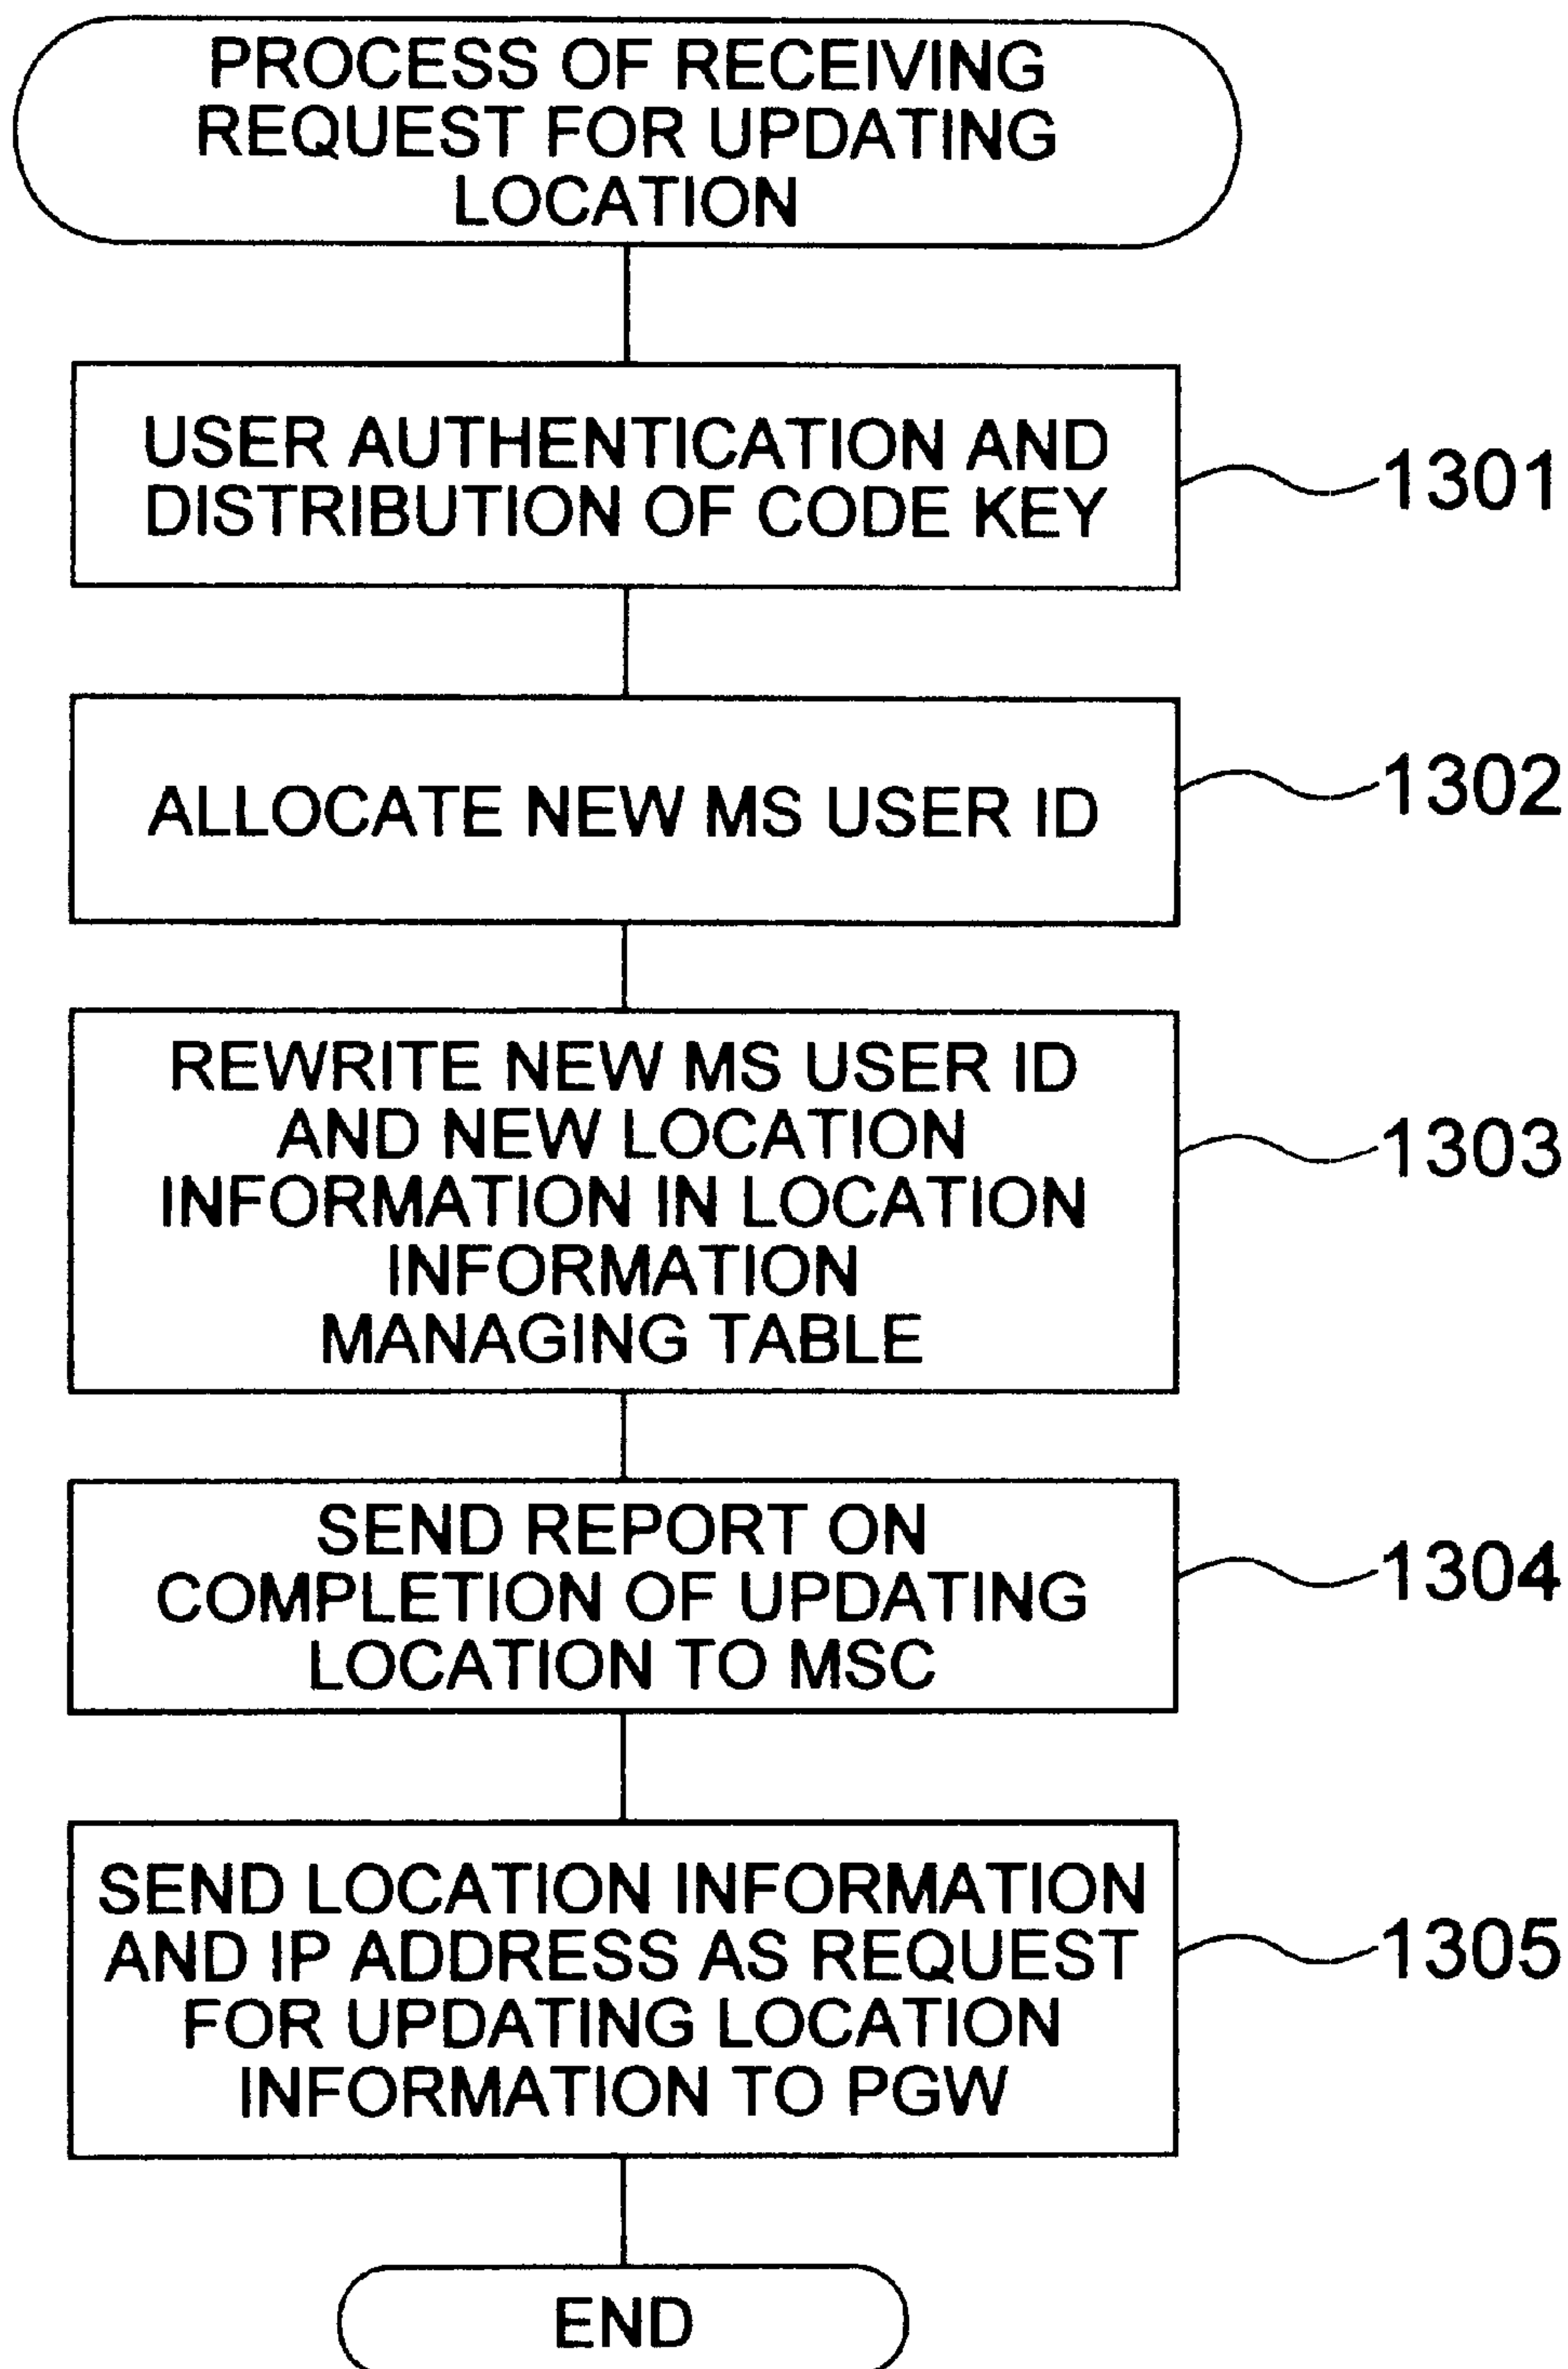 PROCESS OF RECEIVING
REQUEST FOR UPDATING
LOCATION
USER AUTHENTICATION AND
DISTRIBUTION OF CODE KEY
1301
ALLOCATE NEW MS USER ID
1302
REWRITE NEW MS USER ID
AND NEW LOCATION
INFORMATION IN LOCATION
INFORMATION
MANAGING TABLE
1303
SEND REPORT ON
COMPLETION OF UPDATING
LOCATION TO MSC
1304
SEND LOCATION INFORMATION
AND IP ADDRESS AS REQUEST
FOR UPDATING LOCATION
INFORMATION TO PGW
1305
END